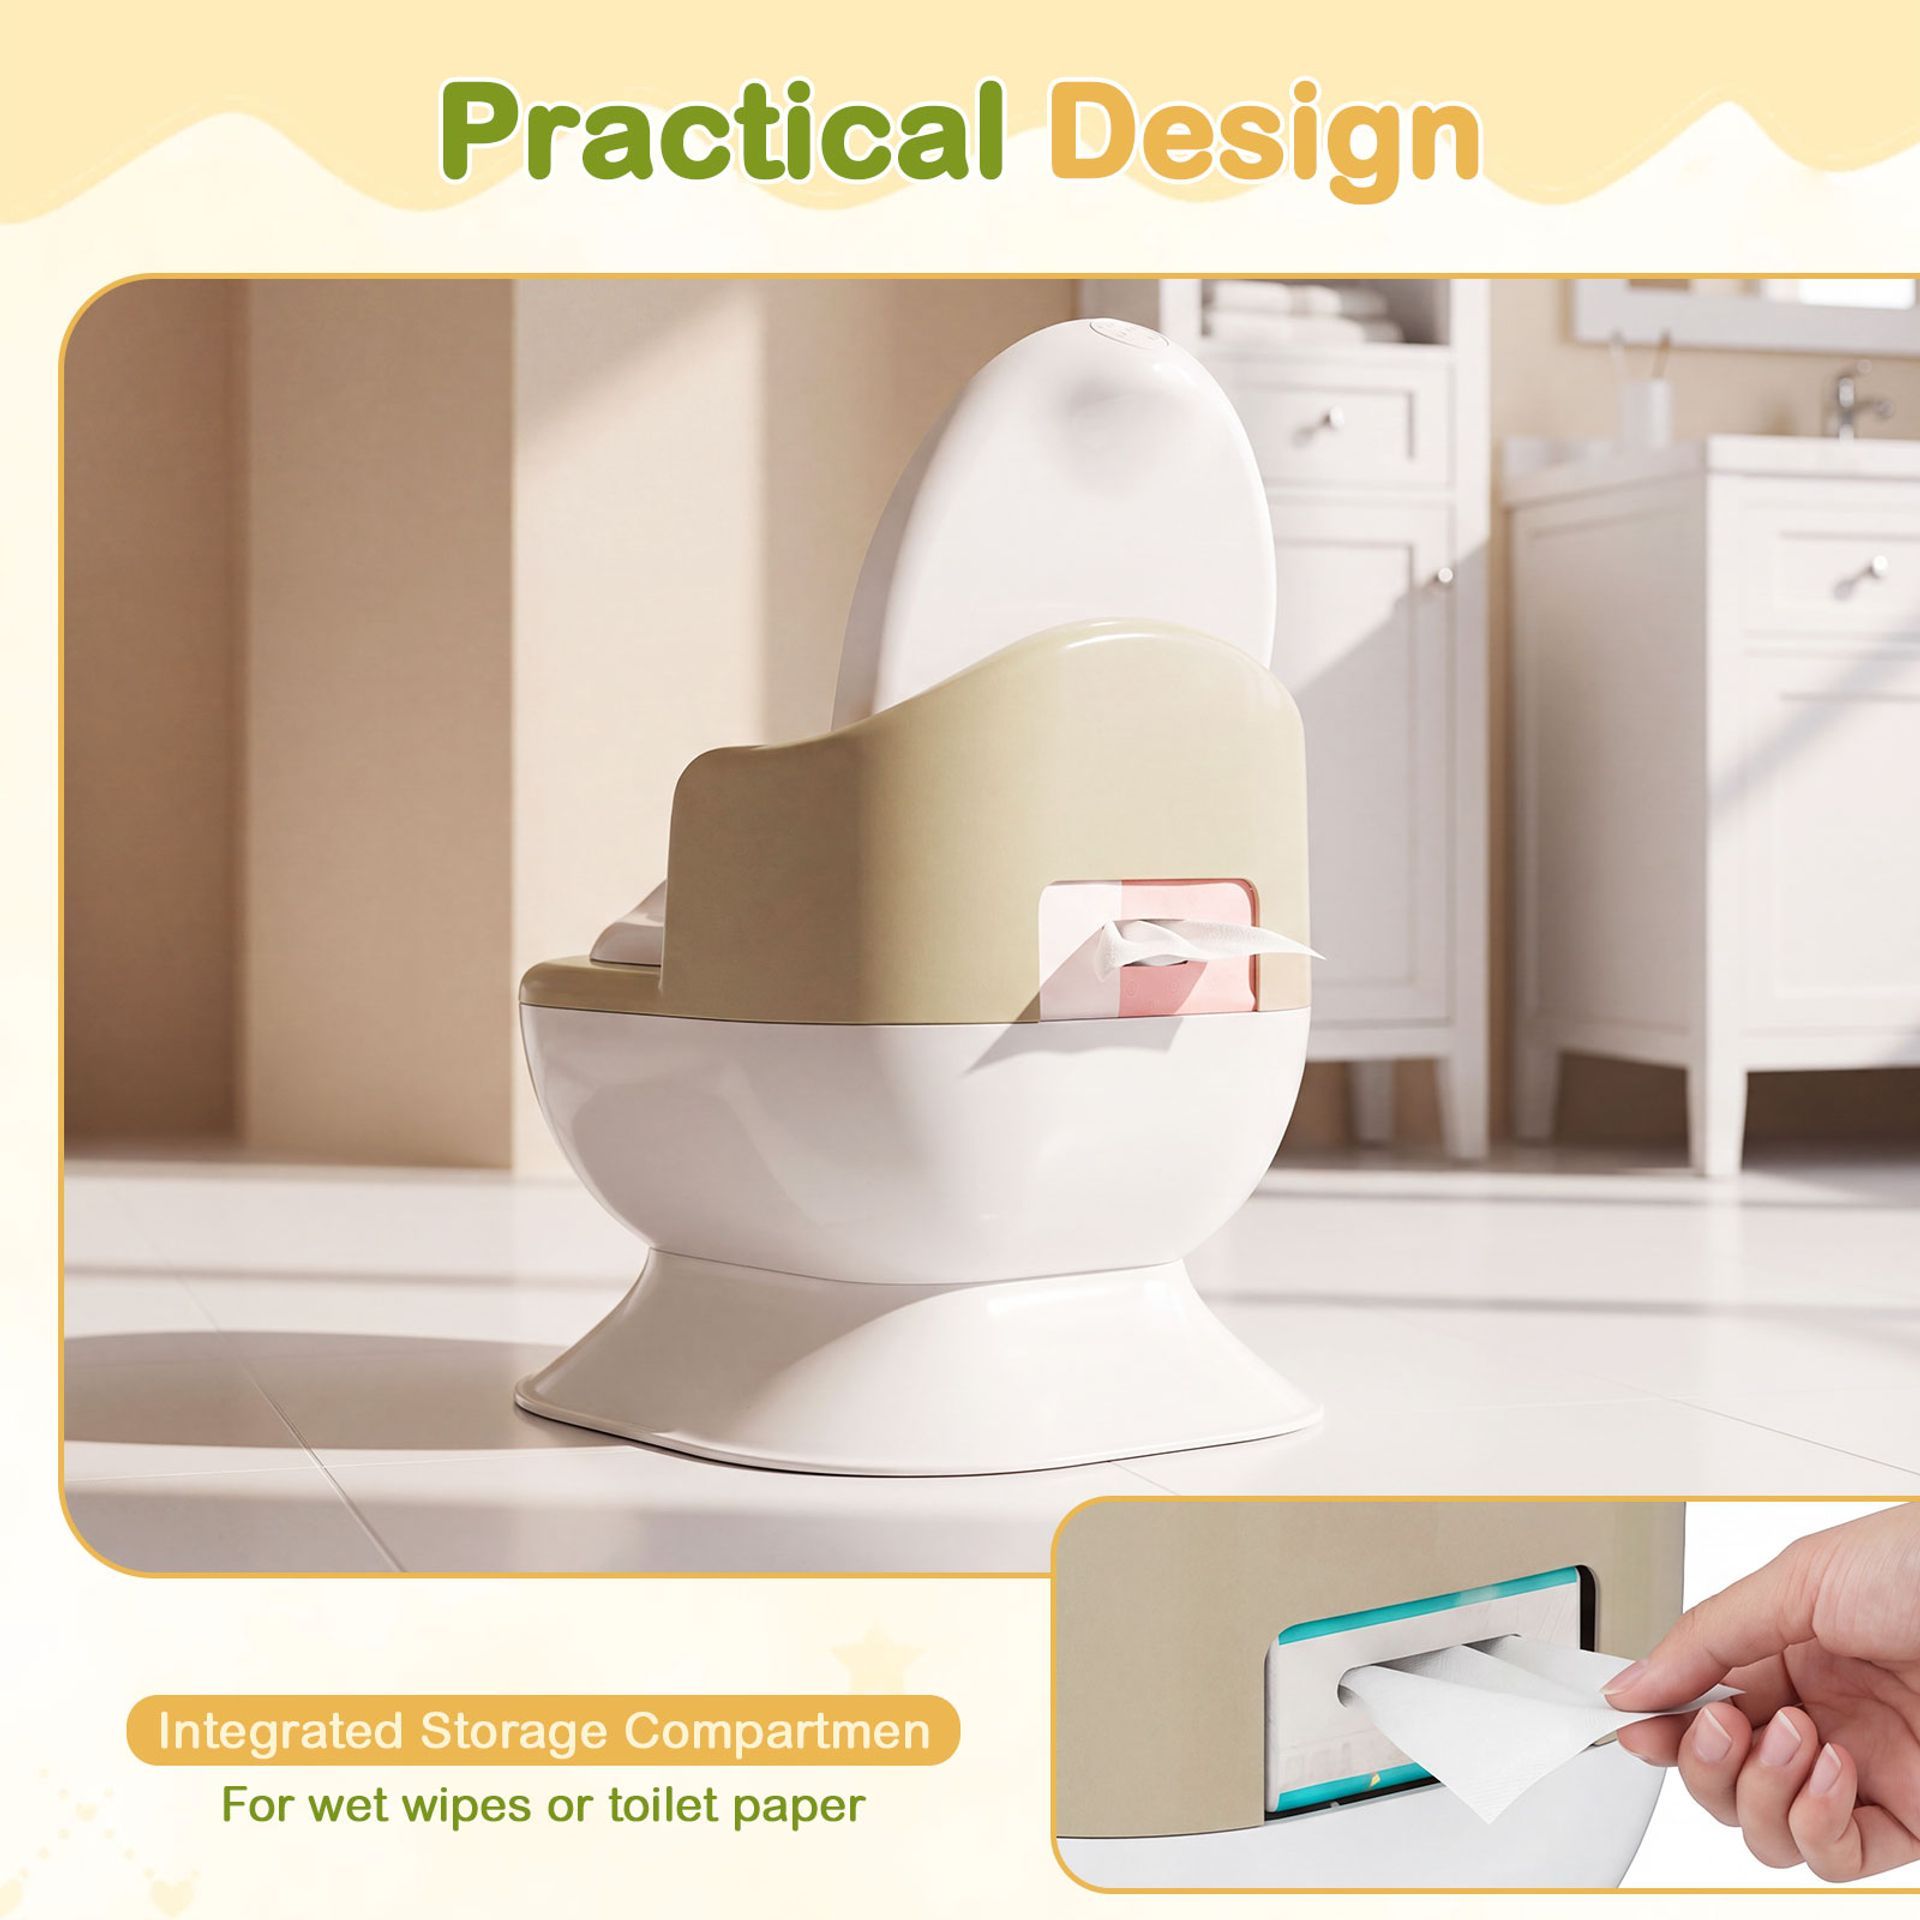 Practical Design
Integrated Storage Compartmen
For wet wipes or toilet paper